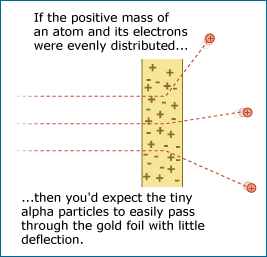 If the positive mass of
an atom and its electrons
were evenly distributed...
...then you'd expect the tiny
alpha particles to easily pass
through the gold foil with little
deflection.